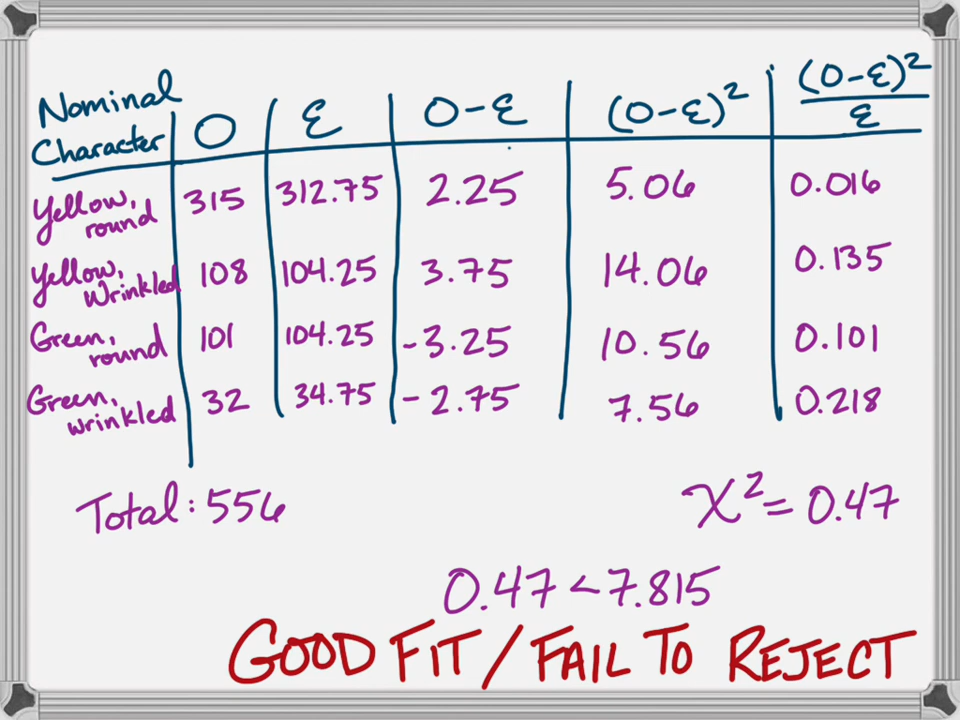 Nominal Character | O | E | O-E | (O-E)² | (O-E)²/E
Yellow, round | 315 | 312.75 | 2.25 | 5.06 | 0.016
Yellow, Wrinkled | 108 | 104.25 | 3.75 | 14.06 | 0.135
Green, round | 101 | 104.25 | -3.25 | 10.56 | 0.101
Green, wrinkled | 32 | 34.75 | -2.75 | 7.56 | 0.218
Total: 556
X² = 0.47
0.47 < 7.815
GOOD FIT / FAIL TO REJECT